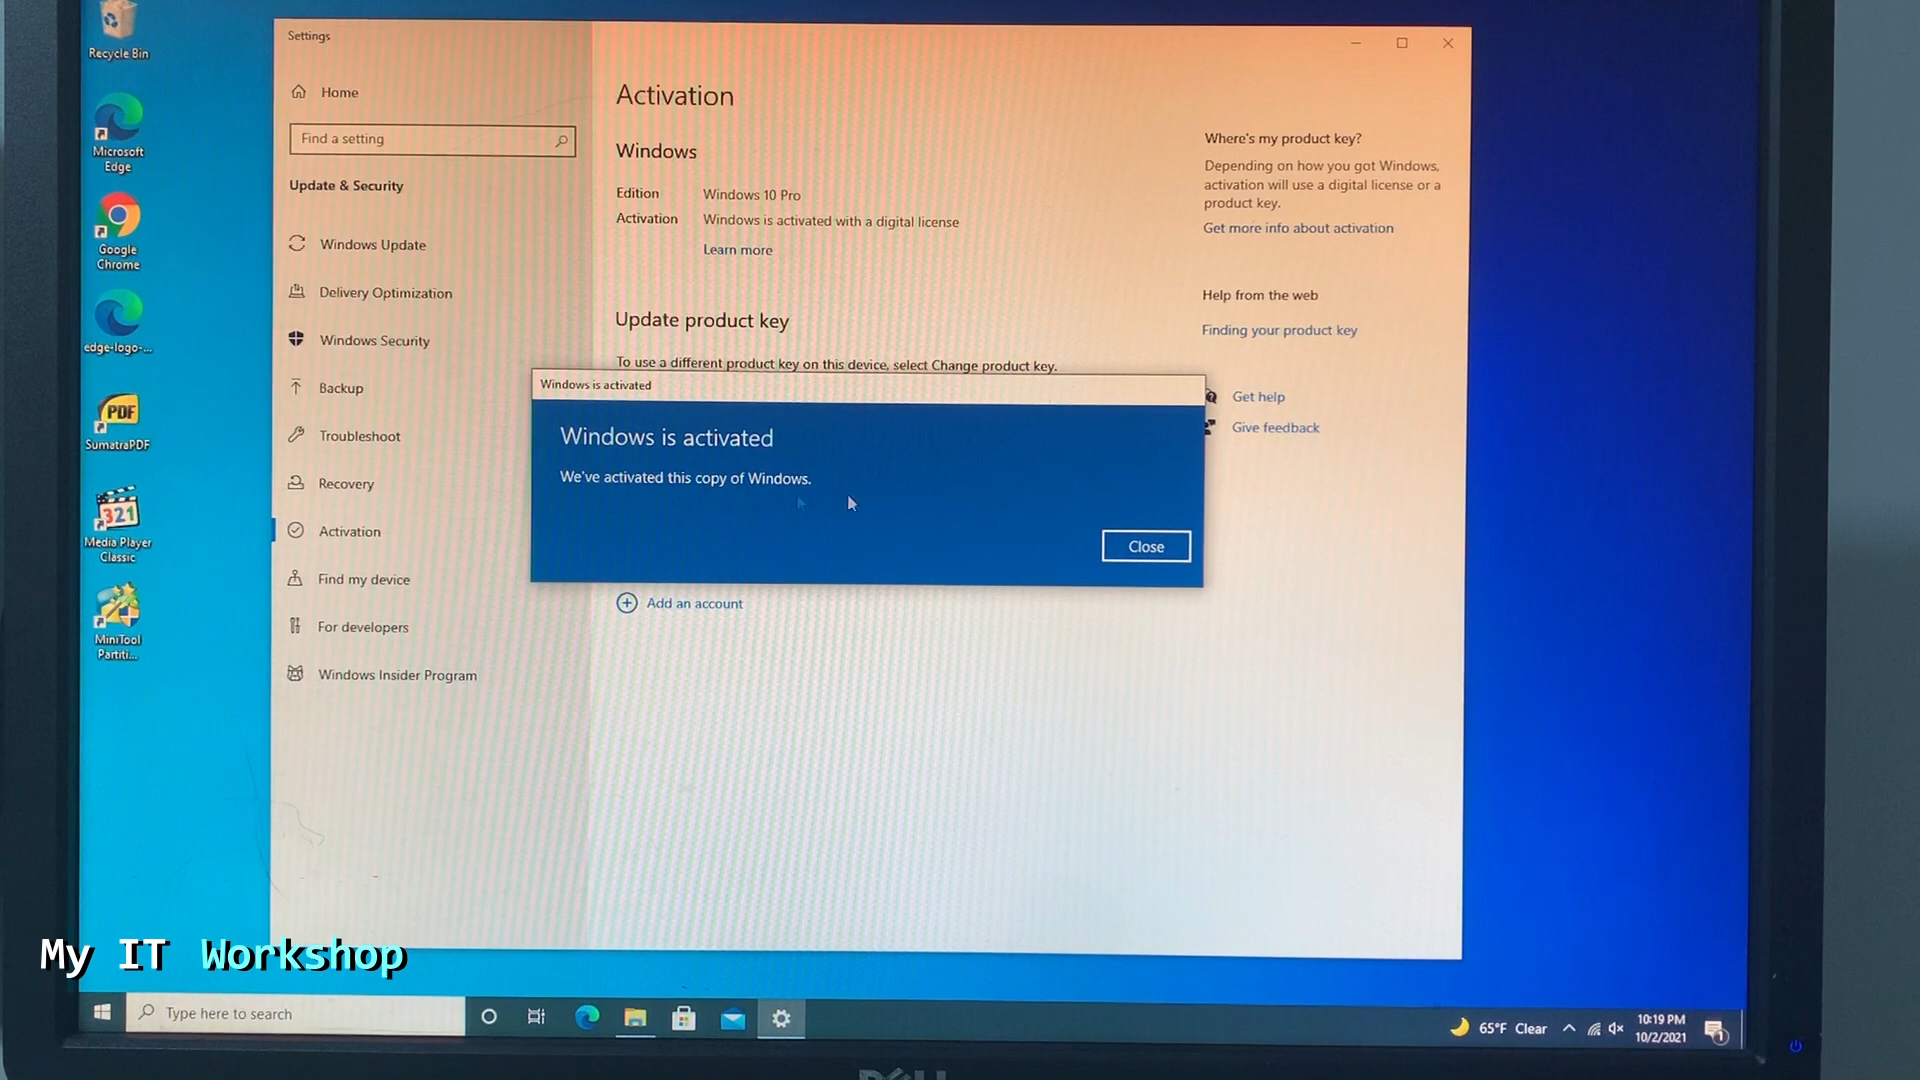 Recycle Bin
Microsoft
Edge
Google
Chrome
edge-logo-...
PDF
SumatraPDF
321
Media Player
Classic
MiniTool
Partiti...
Settings
Home
Find a setting
Update & Security
Windows Update
Delivery Optimization
Windows Security
Backup
Troubleshoot
Recovery
Activation
Find my device
For developers
Windows Insider Program
Activation
Windows
Edition
Windows 10 Pro
Activation
Windows is activated with a digital license
Learn more
Update product key
To use a different product key on this device, select Change product key.
Windows is activated
Windows is activated
We've activated this copy of Windows.
Close
Add an account
Where's my product key?
Depending on how you got Windows,
activation will use a digital license or a
product key.
Get more info about activation
Help from the web
Finding your product key
Get help
Give feedback
My IT Workshop
Type here to search
65°F Clear
10:19 PM
10/2/2021
1
DELL